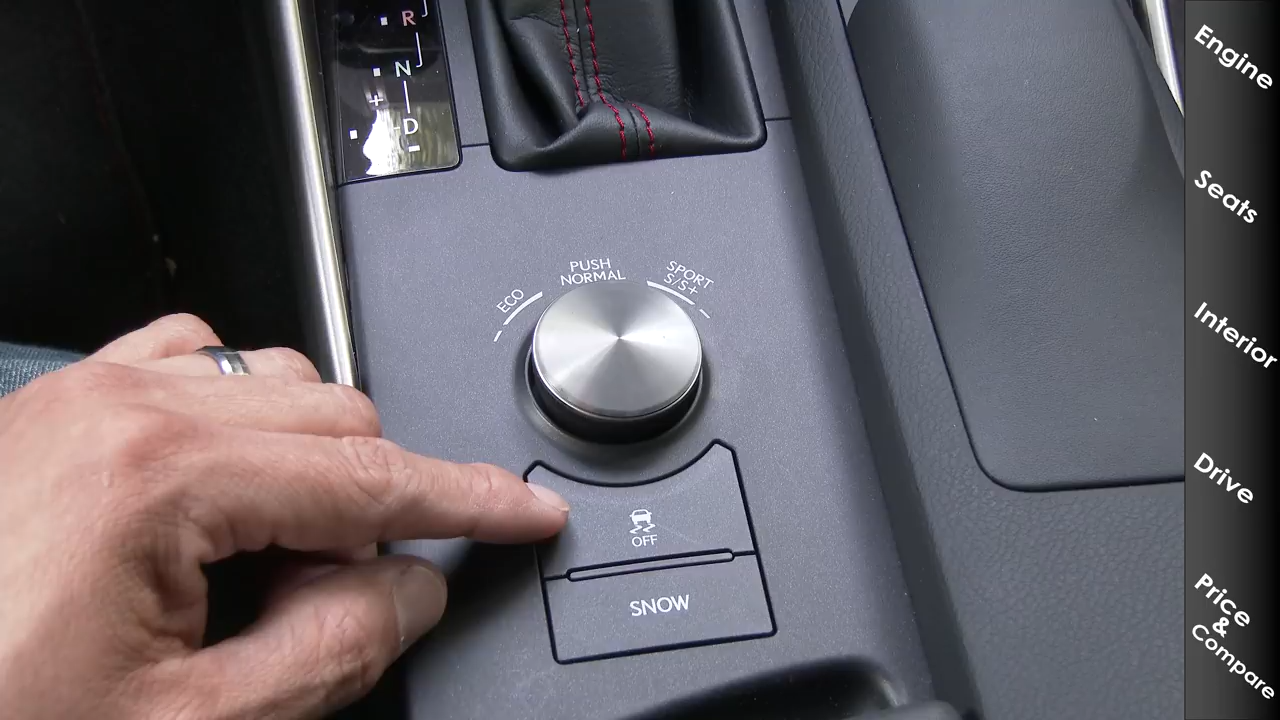 R
N
+
D
-
PUSH
NORMAL
ECO
SPORT
S/S+
OFF
SNOW
Engine
Seats
Interior
Drive
Price
&
Compare